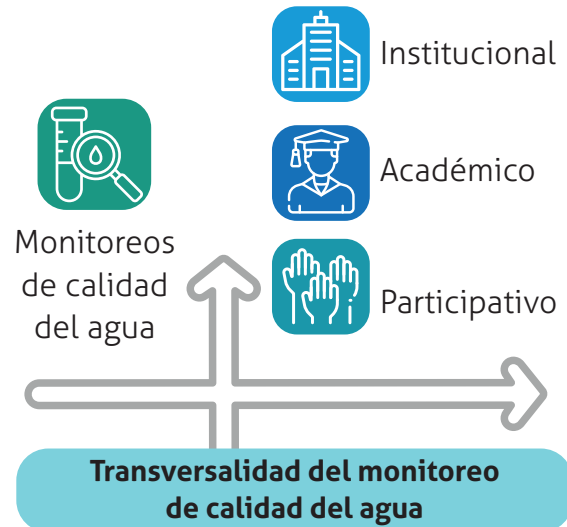 Institucional
Académico
Participativo
Monitoreos
de calidad
del agua
Transversalidad del monitoreo
de calidad del agua